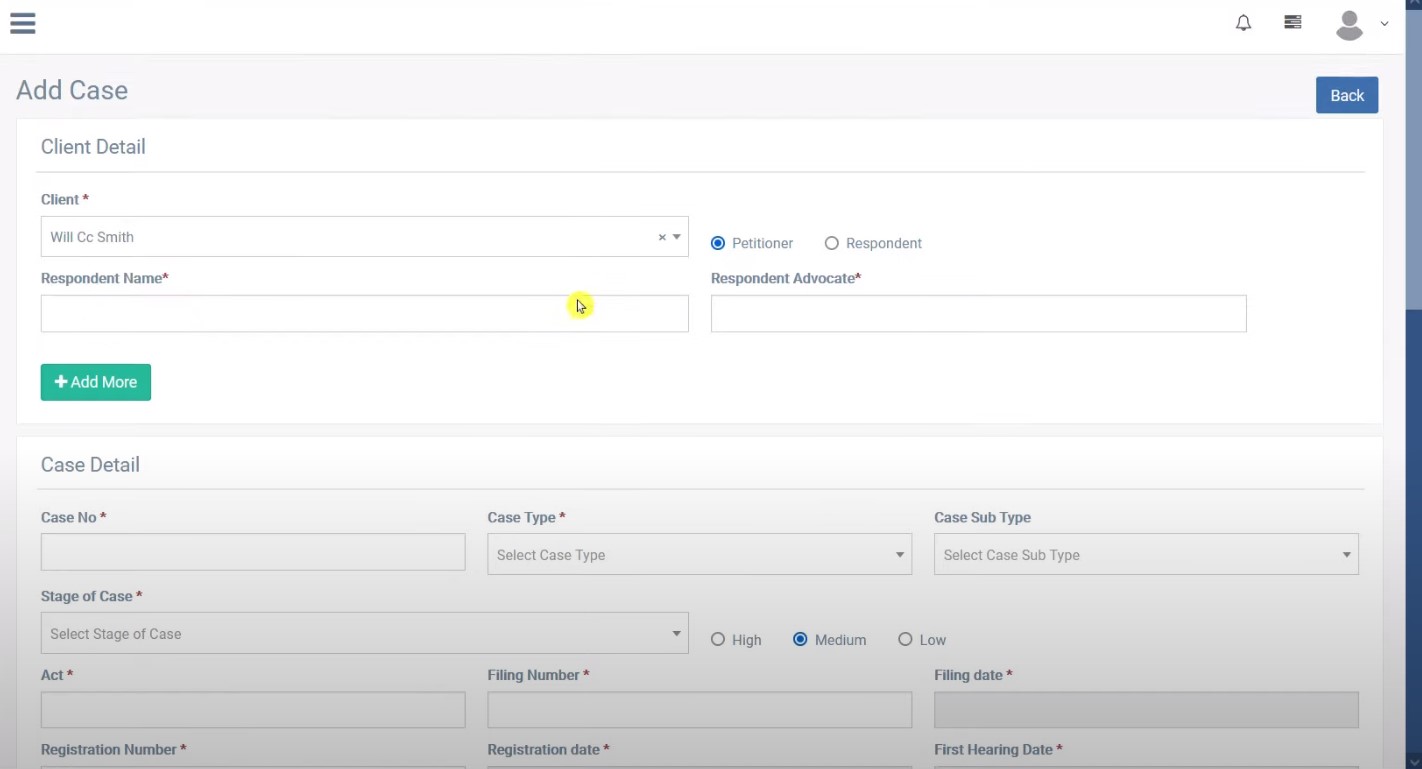 Add Case
Back
Client Detail
Client *
Will Cc Smith × 
Petitioner Respondent
Respondent Name* Respondent Advocate*
+ Add More
Case Detail
Case No * Case Type * Case Sub Type
Select Case Type Select Case Sub Type
Stage of Case *
Select Stage of Case High Medium Low
Act * Filing Number * Filing date *
Registration Number * Registration date * First Hearing Date *